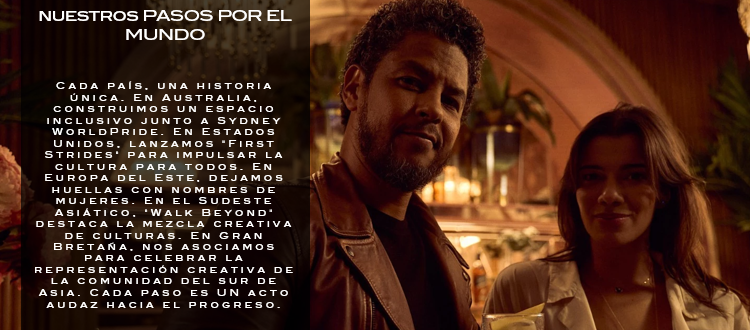 NUESTROS PASOS POR EL
MUNDO
Cada país, una historia
única. En Australia,
construimos un espacio
inclusivo junto a Sydney
WorldPride. En Estados
Unidos, lanzamos "First
Strides" para impulsar la
cultura para todos. En
Europa del Este, dejamos
huellas con nombres de
mujeres. En el Sudeste
Asiático, "Walk Beyond"
destaca la mezcla creativa
de culturas. En Gran
Bretaña, nos asociamos
para celebrar la
representación creativa de
la comunidad del sur de
Asia. Cada paso es UN acto
audaz hacia el progreso.